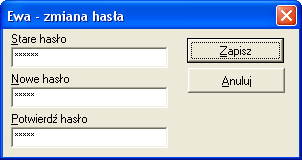 Ewa - zmiana hasła
Stare hasło
******
Zapisz
Nowe hasło
*****
Anuluj
Potwierdź hasło
*****